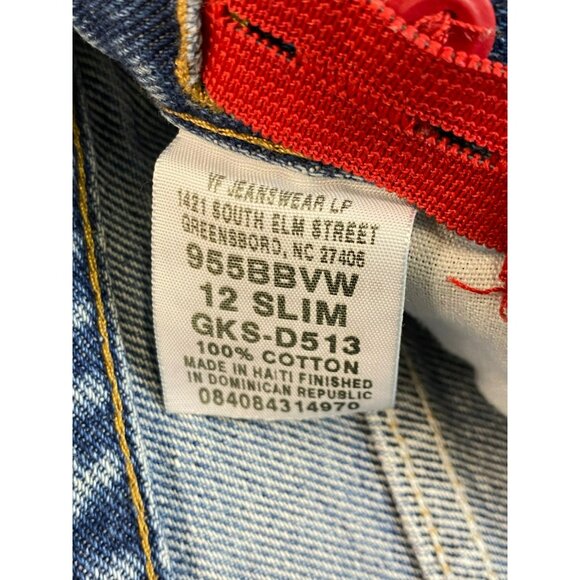 VF JEANSWEAR LP
1421 SOUTH ELM STREET
GREENSBORO, NC 27406
955BBVW
12 SLIM
GKS-D513
100% COTTON
MADE IN HAITI FINISHED
IN DOMINICAN REPUBLIC
084084314970